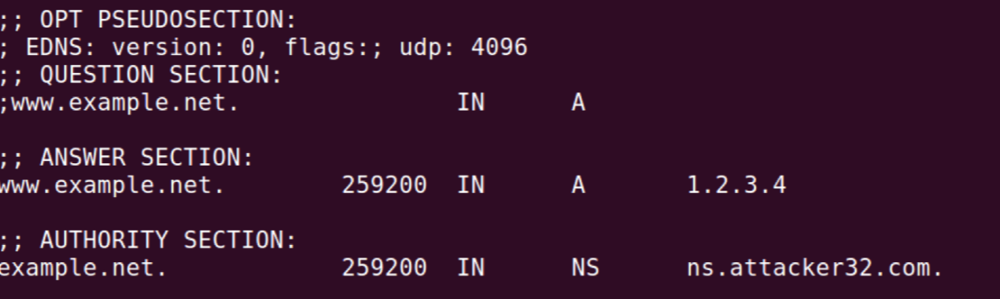 ;; OPT PSEUDOSECTION:
; EDNS: version: 0, flags:; udp: 4096
;; QUESTION SECTION:
;www.example.net. IN A
;; ANSWER SECTION:
www.example.net. 259200 IN A 1.2.3.4
;; AUTHORITY SECTION:
example.net. 259200 IN NS ns.attacker32.com.